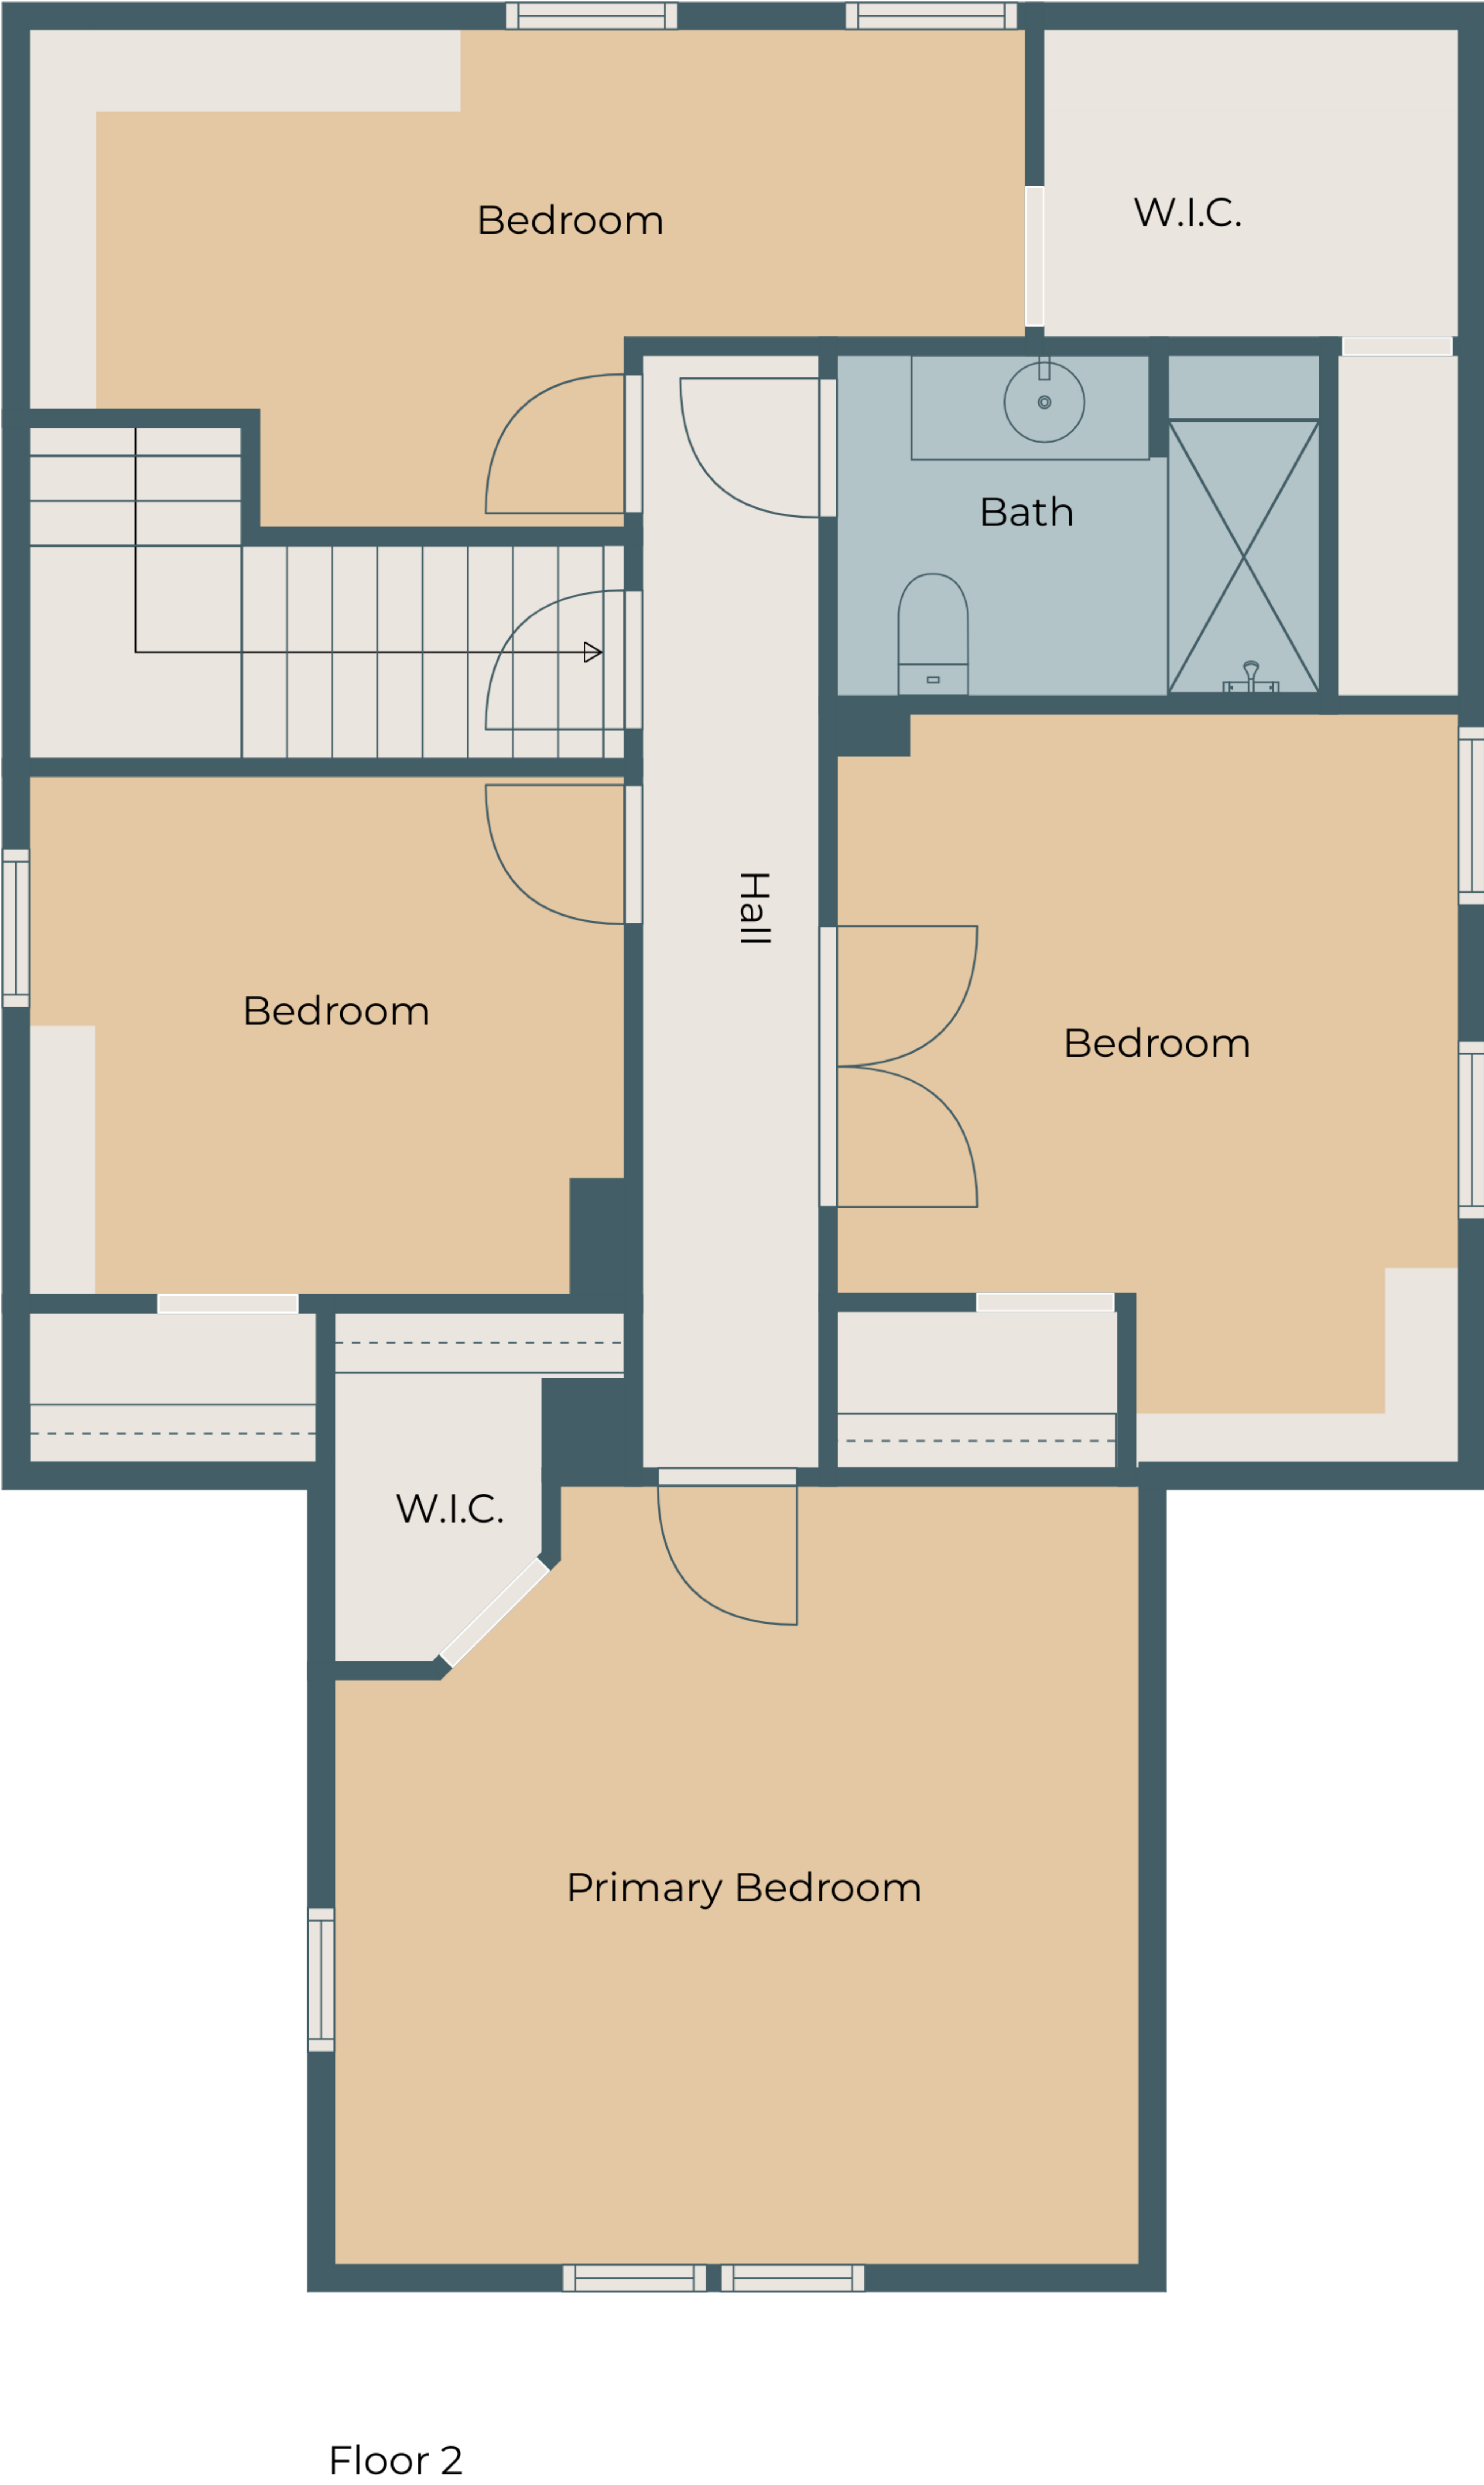 Bedroom
W.I.C.
Bath
Hall
Bedroom
Bedroom
W.I.C.
Primary Bedroom
Floor 2